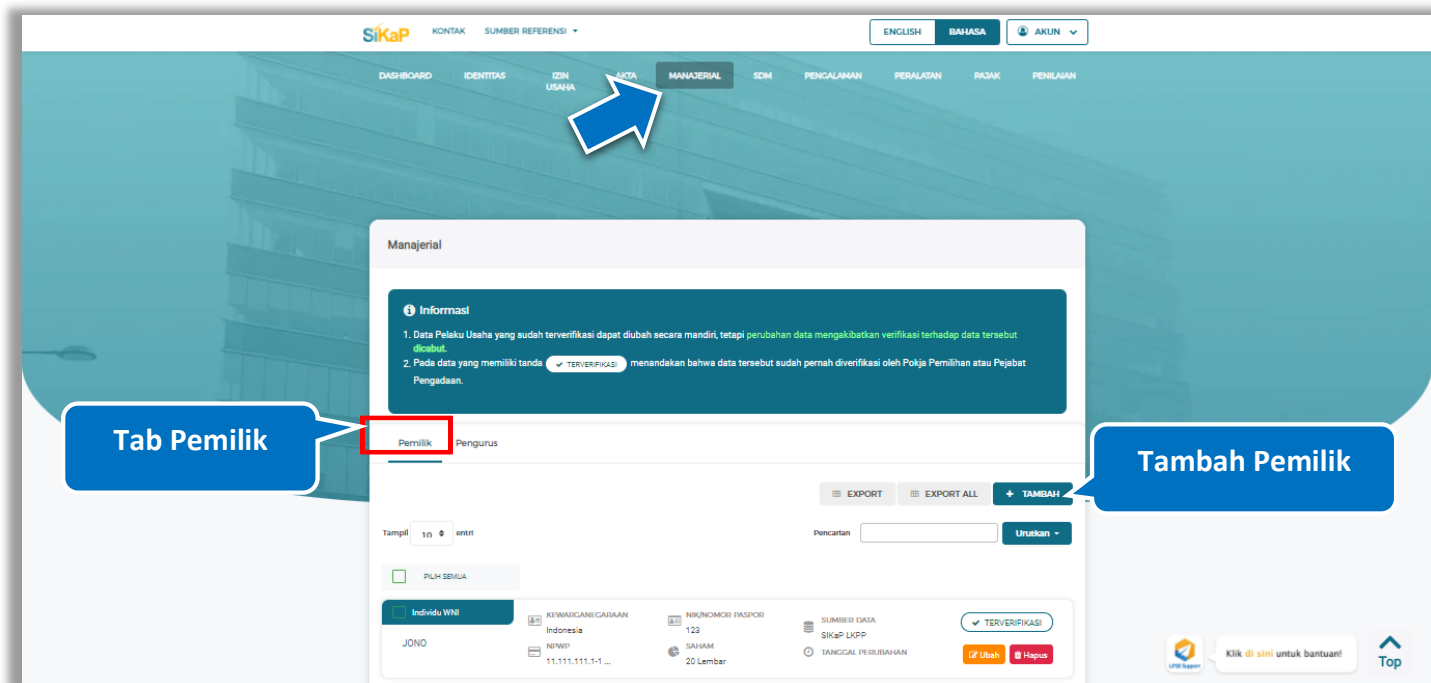 SiKaP KONTAK SUMBER REFERENSI ENGLISH BAHASA AKUN
DASHBOARD IDENTITAS IZIN USAHA AKTA MANAJERIAL SDM PENGALAMAN PERALATAN PAJAK PENILAIAN
Manajerial
Informasi
1. Data Pelaku Usaha yang sudah terverifikasi dapat diubah secara mandiri, tetapi perubahan data mengakibatkan verifikasi terhadap data tersebut
dicabut.
2. Pada data yang memiliki tanda TERVERIFIKASI menandakan bahwa data tersebut sudah pernah diverifikasi oleh Pokja Pemilihan atau Pejabat
Pengadaan.
Tab Pemilik
Pemilik Pengurus
Tambah Pemilik
EXPORT EXPORT ALL + TAMBAH
Tampil 10 entri Pencarian Urutkan
PILIH SEMUA
Individu WNI
JONO
KEWARGANEGARAAN
Indonesia
NPWP
11.111.111.1-1 ...
NIK/NOMOR PASPOR
123
SAHAM
20 Lembar
SUMBER DATA
SIKaP LKPP
TANGGAL PERUBAHAN
TERVERIFIKASI
Ubah Hapus
LPSE Support
Klik di sini untuk bantuan!
Top